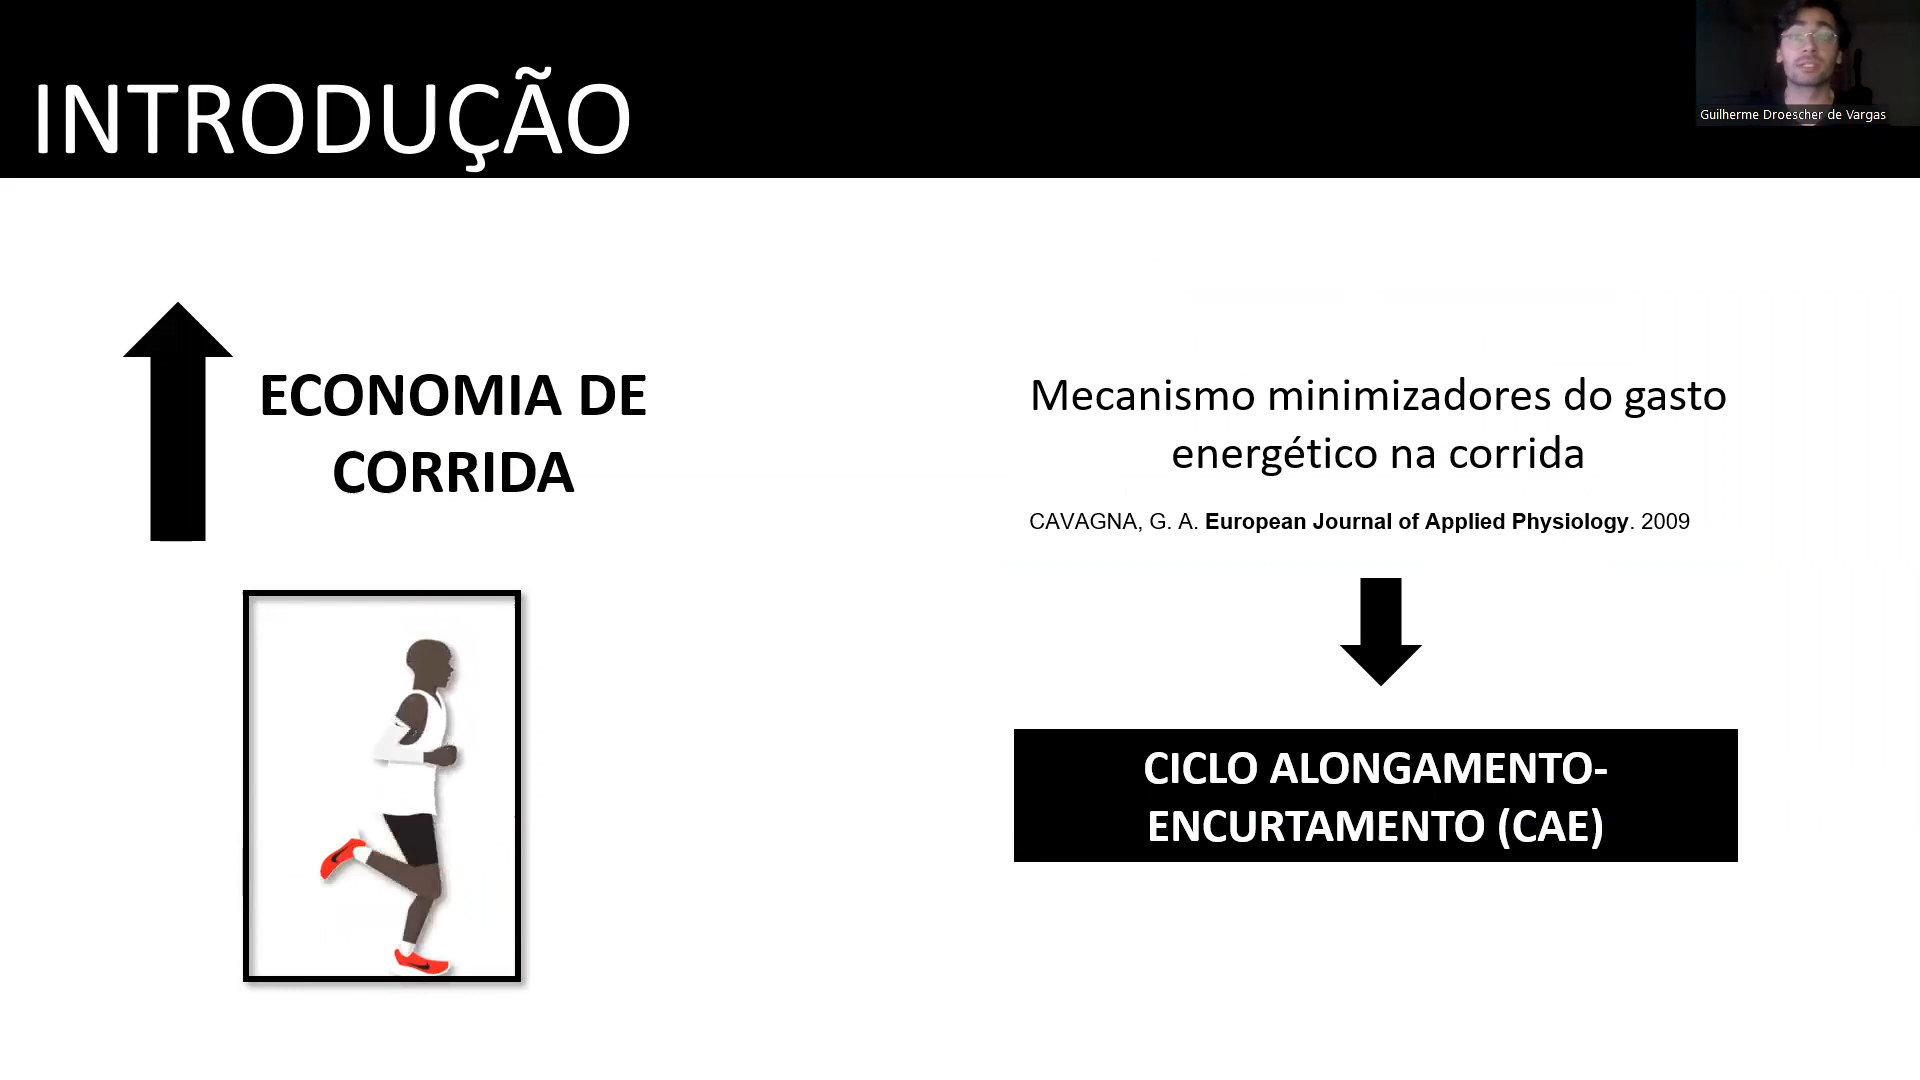 INTRODUÇÃO
Guilherme Droescher de Vargas
ECONOMIA DE
CORRIDA
Mecanismo minimizadores do gasto
energético na corrida
CAVAGNA, G. A. European Journal of Applied Physiology. 2009
CICLO ALONGAMENTO-
ENCURTAMENTO (CAE)